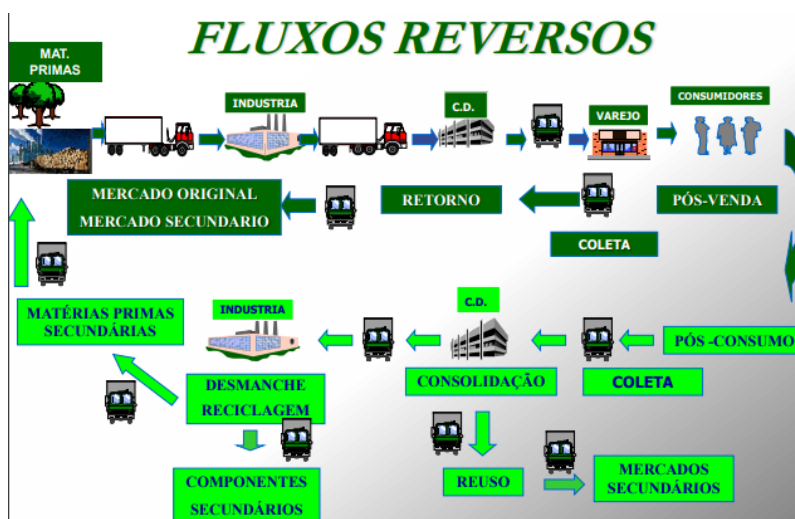 FLUXOS REVERSOS
MAT.
PRIMAS
INDUSTRIA
C.D.
VAREJO
CONSUMIDORES
MERCADO ORIGINAL
MERCADO SECUNDARIO
RETORNO
PÓS-VENDA
COLETA
MATÉRIAS PRIMAS
SECUNDÁRIAS
INDUSTRIA
C.D.
PÓS -CONSUMO
DESMANCHE
RECICLAGEM
CONSOLIDAÇÃO
COLETA
COMPONENTES
SECUNDÁRIOS
REUSO
MERCADOS
SECUNDÁRIOS